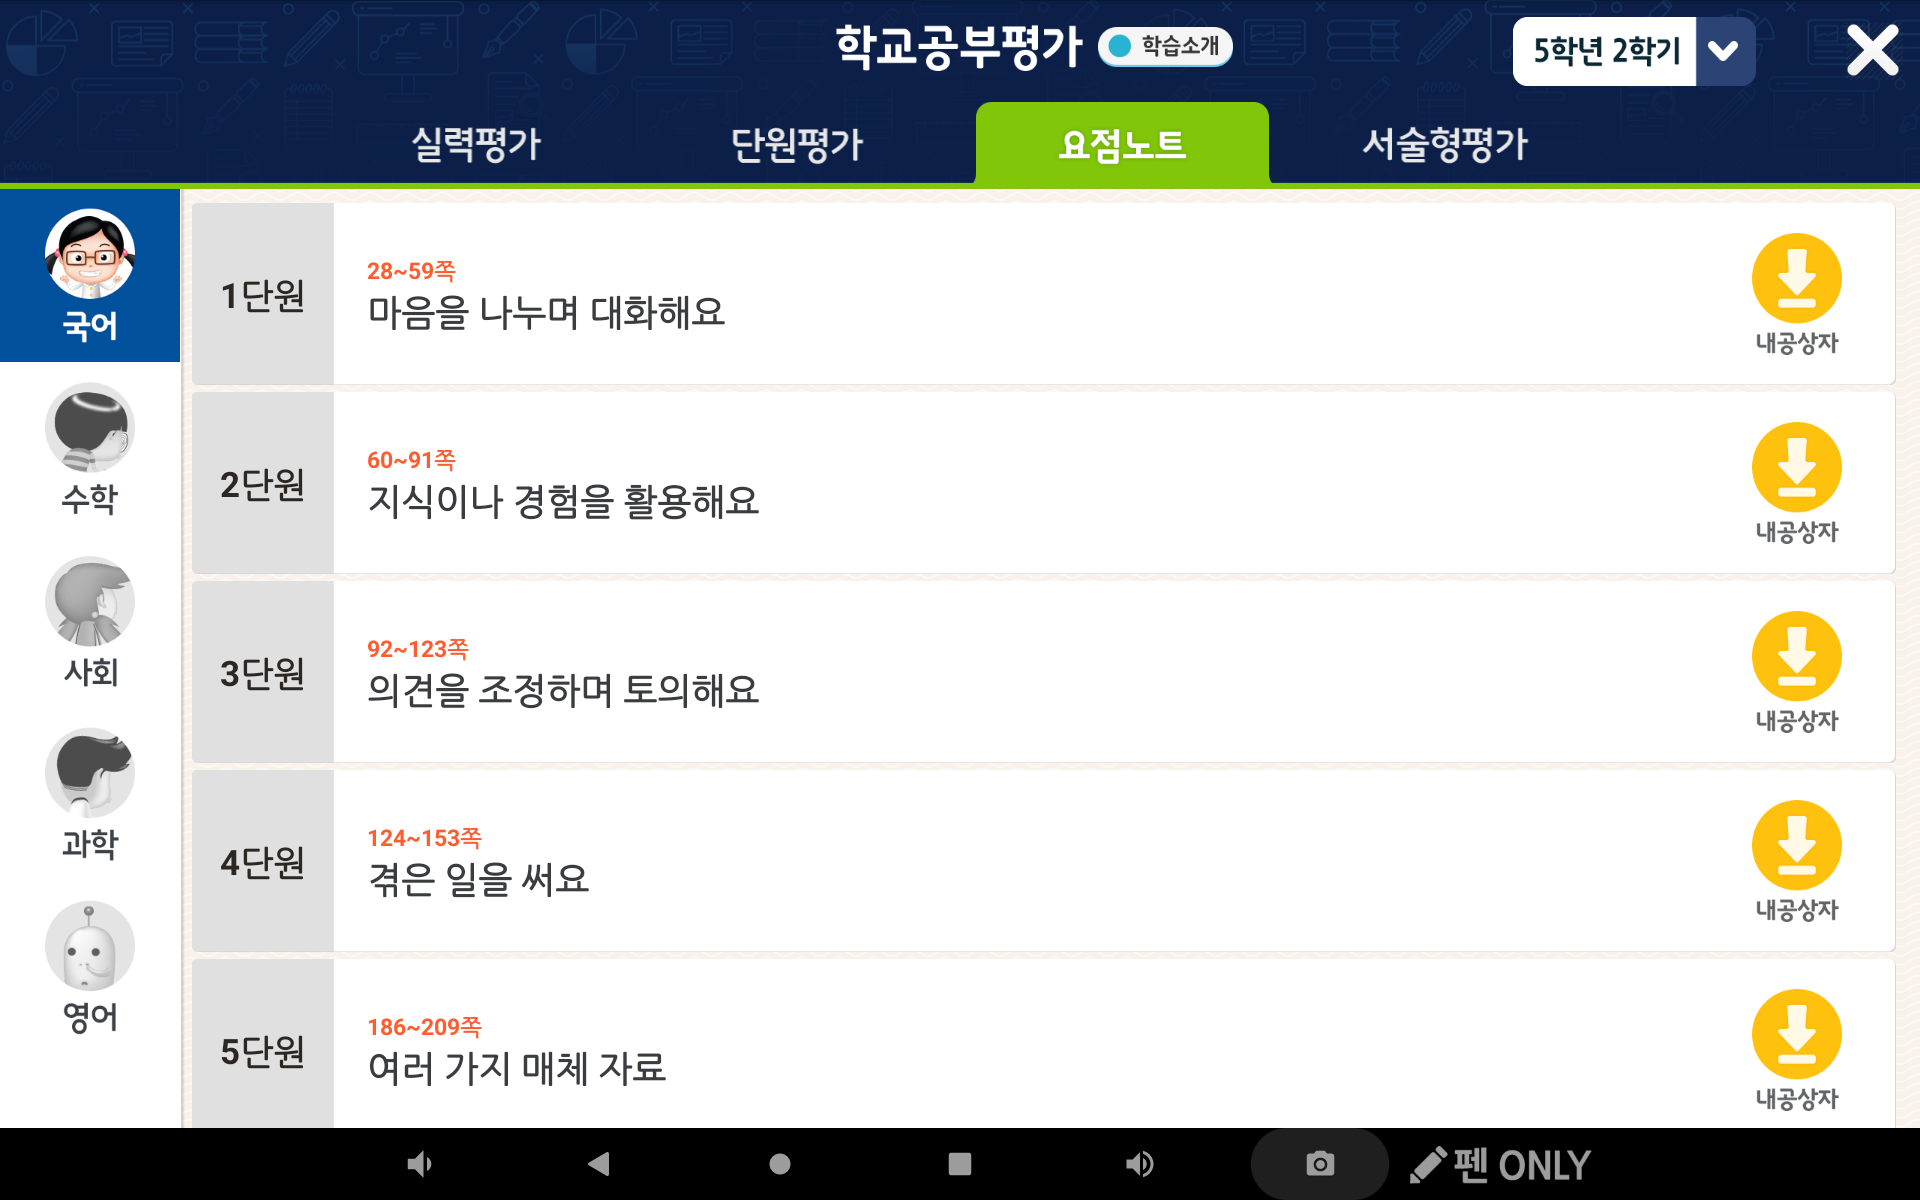 학교공부평가
학습소개
5학년 2학기
실력평가
단원평가
요점노트
서술형평가
국어
수학
사회
과학
영어
1단원
28~59쪽
마음을 나누며 대화해요
내공상자
2단원
60~91쪽
지식이나 경험을 활용해요
내공상자
3단원
92~123쪽
의견을 조정하며 토의해요
내공상자
4단원
124~153쪽
겪은 일을 써요
내공상자
5단원
186~209쪽
여러 가지 매체 자료
내공상자
펜 ONLY